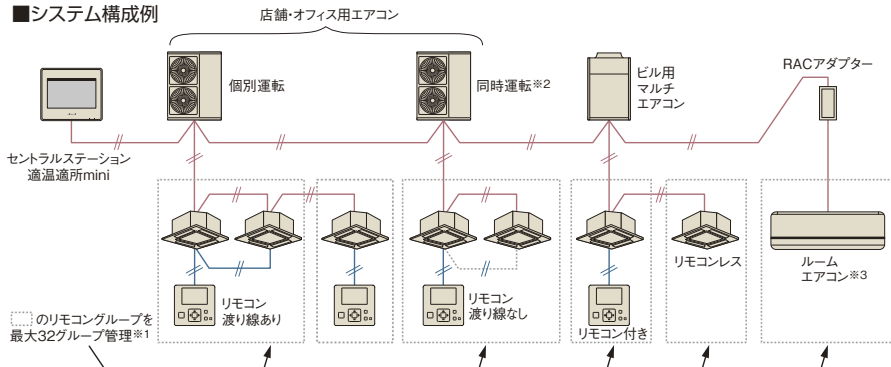 ■システム構成例
店舗・オフィス用エアコン
個別運転
同時運転※2
ビル用
マルチ
エアコン
RACアダプター
セントラルステーション
適温適所mini
リモコンレス
ルーム
エアコン※3
リモコン
渡り線あり
リモコン
渡り線なし
リモコン付き
のリモコングループを
最大32グループ管理※1